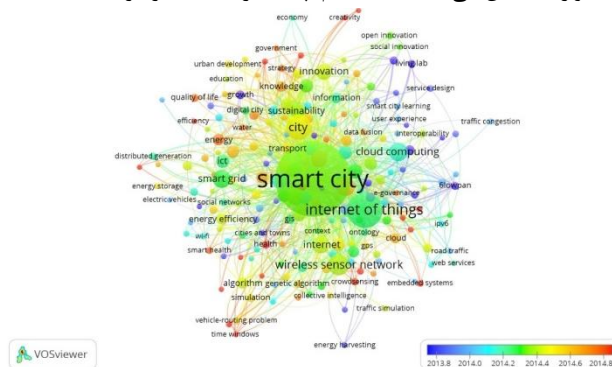 economy
creativity
government
open innovation
social innovation
urban development
strategy
innovation
living lab
education
knowledge
service design
quality of life
growth
information
digital city
sustainability
smart city learning
user experience
traffic congestion
efficiency
water
city
data fusion
interoperability
energy
transport
cloud computing
distributed generation
ict
smart city
energy storage
smart grid
e-governance
6lowpan
electric vehicles
social networks
internet of things
energy efficiency
gis
ipv6
wifi
cities and towns
context
ontology
cloud
road traffic
smart health
health
internet
gps
web services
wireless sensor network
algorithm
genetic algorithm
crowdsensing
embedded systems
simulation
collective intelligence
traffic simulation
vehicle-routing problem
time windows
energy harvesting
VOSviewer
2013.8 2014.0 2014.2 2014.4 2014.6 2014.8